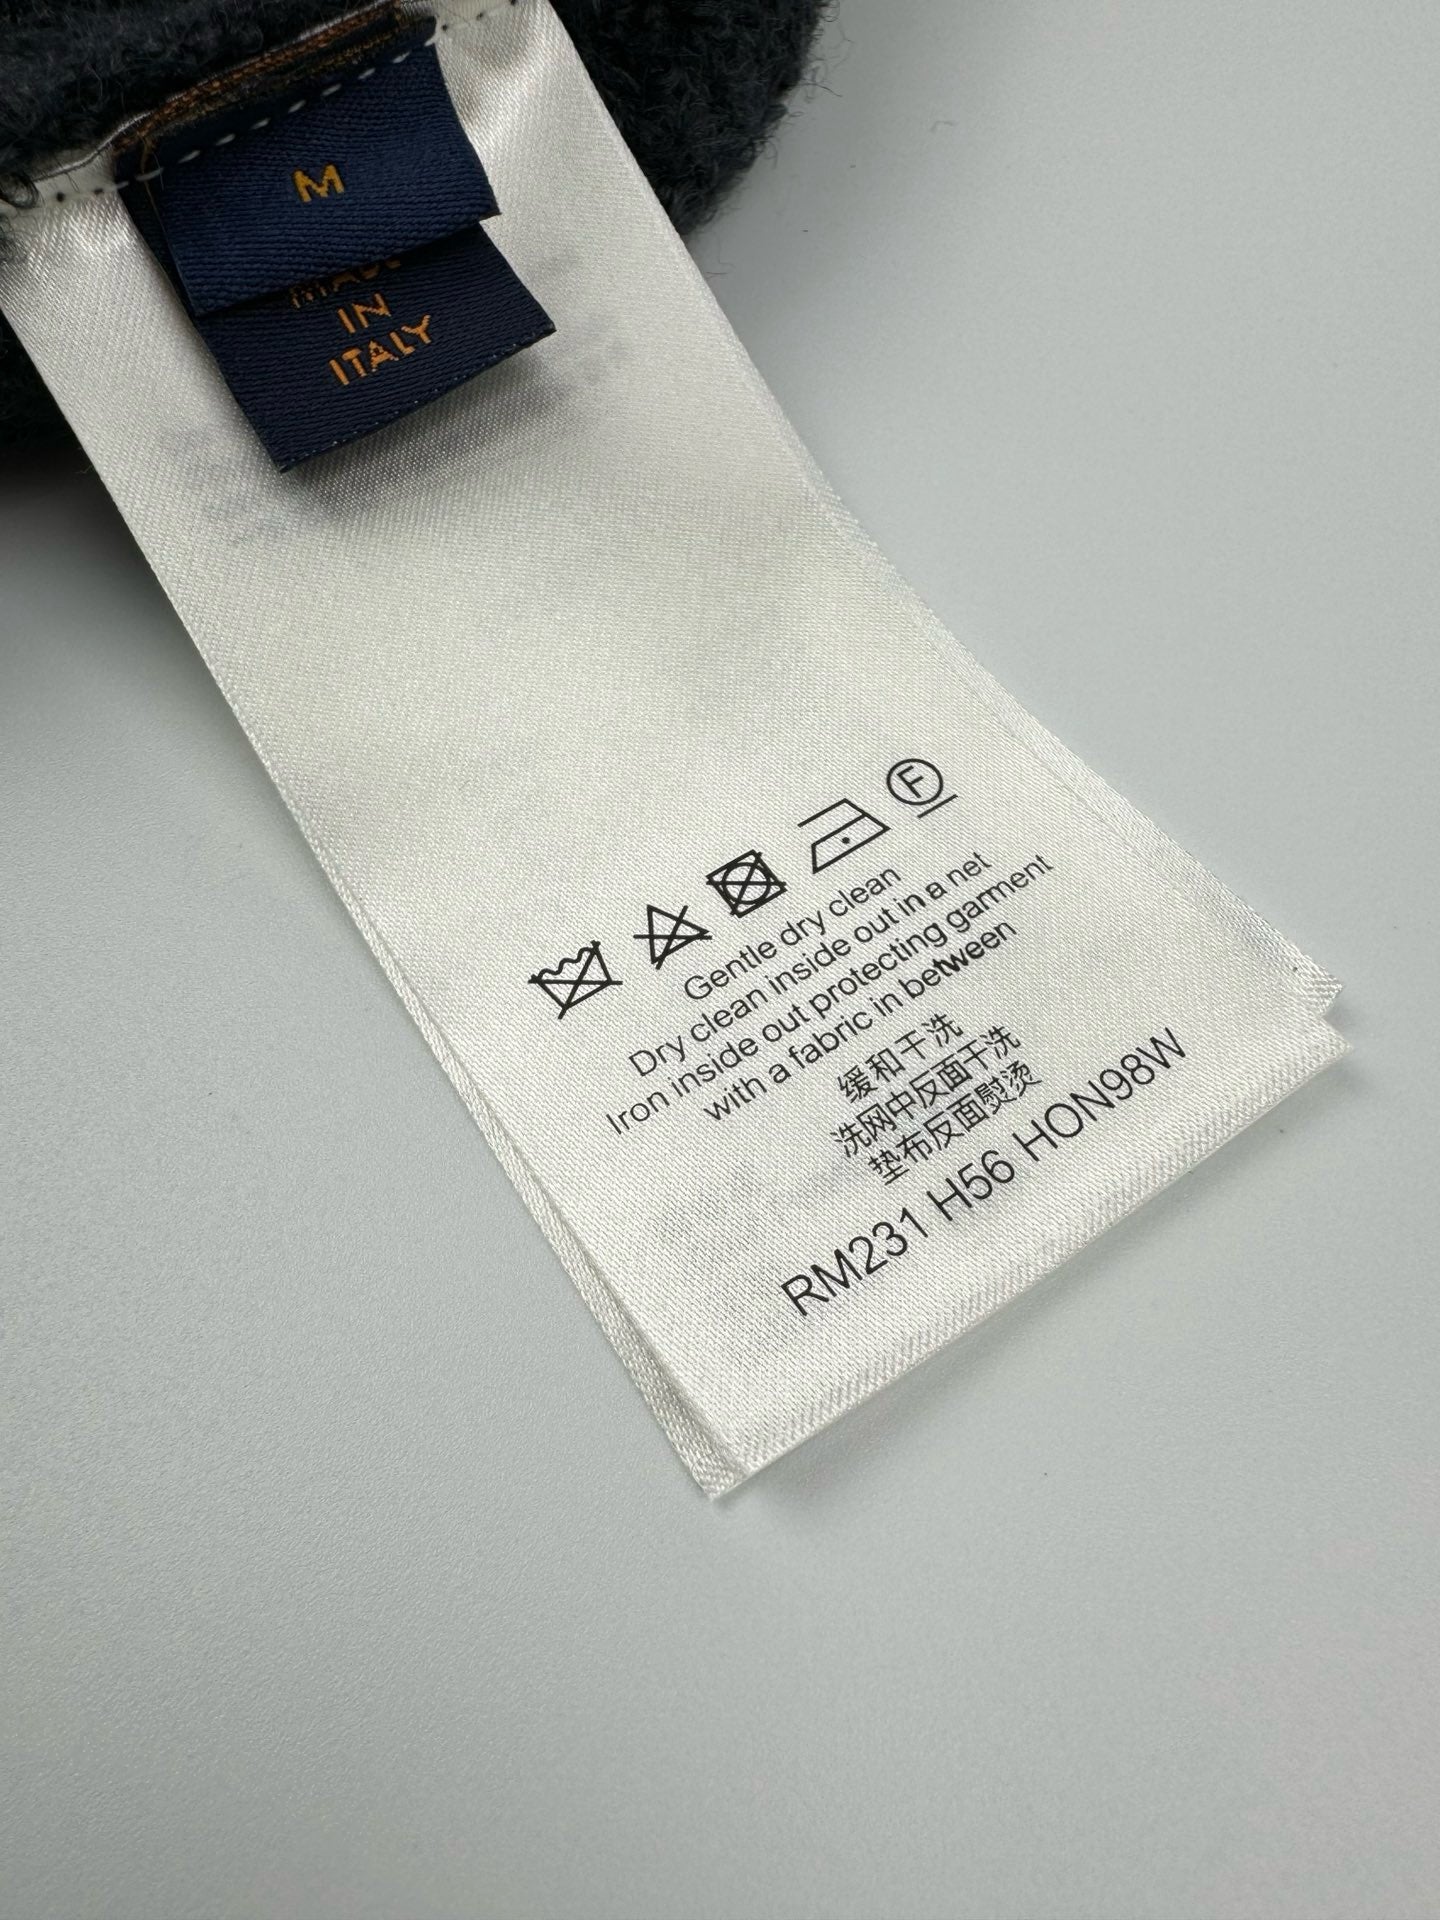 M
MADE
IN
ITALY
F
Gentle dry clean
Dry clean inside out in a net
Iron inside out protecting garment
with a fabric in between
缓和干洗
洗网中反面干洗
垫布反面熨烫
RM231 H56 HON98W